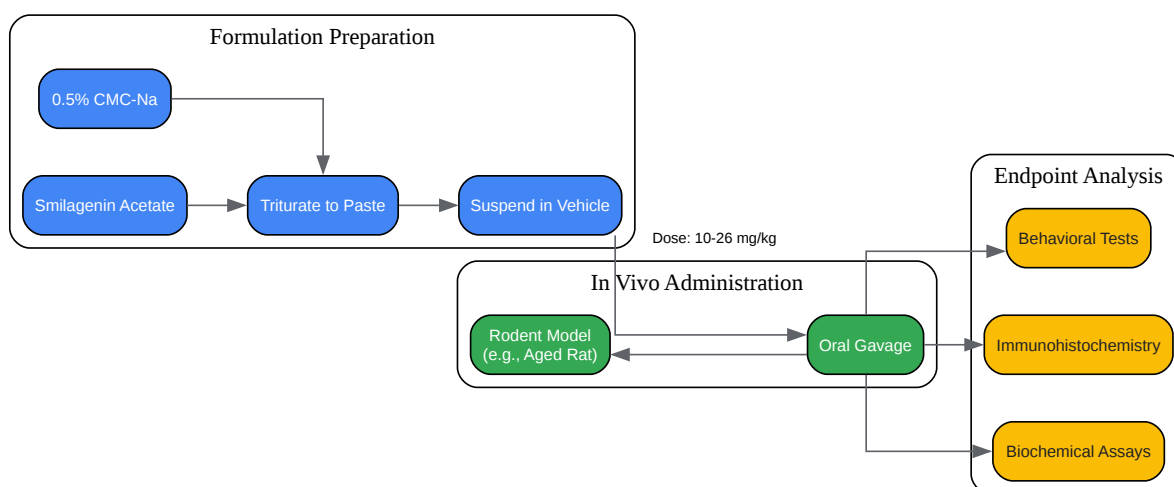 Formulation Preparation
0.5% CMC-Na
Smilagenin Acetate
Triturate to Paste
Suspend in Vehicle
Dose: 10-26 mg/kg
In Vivo Administration
Rodent Model
(e.g., Aged Rat)
Oral Gavage
Endpoint Analysis
Behavioral Tests
Immunohistochemistry
Biochemical Assays